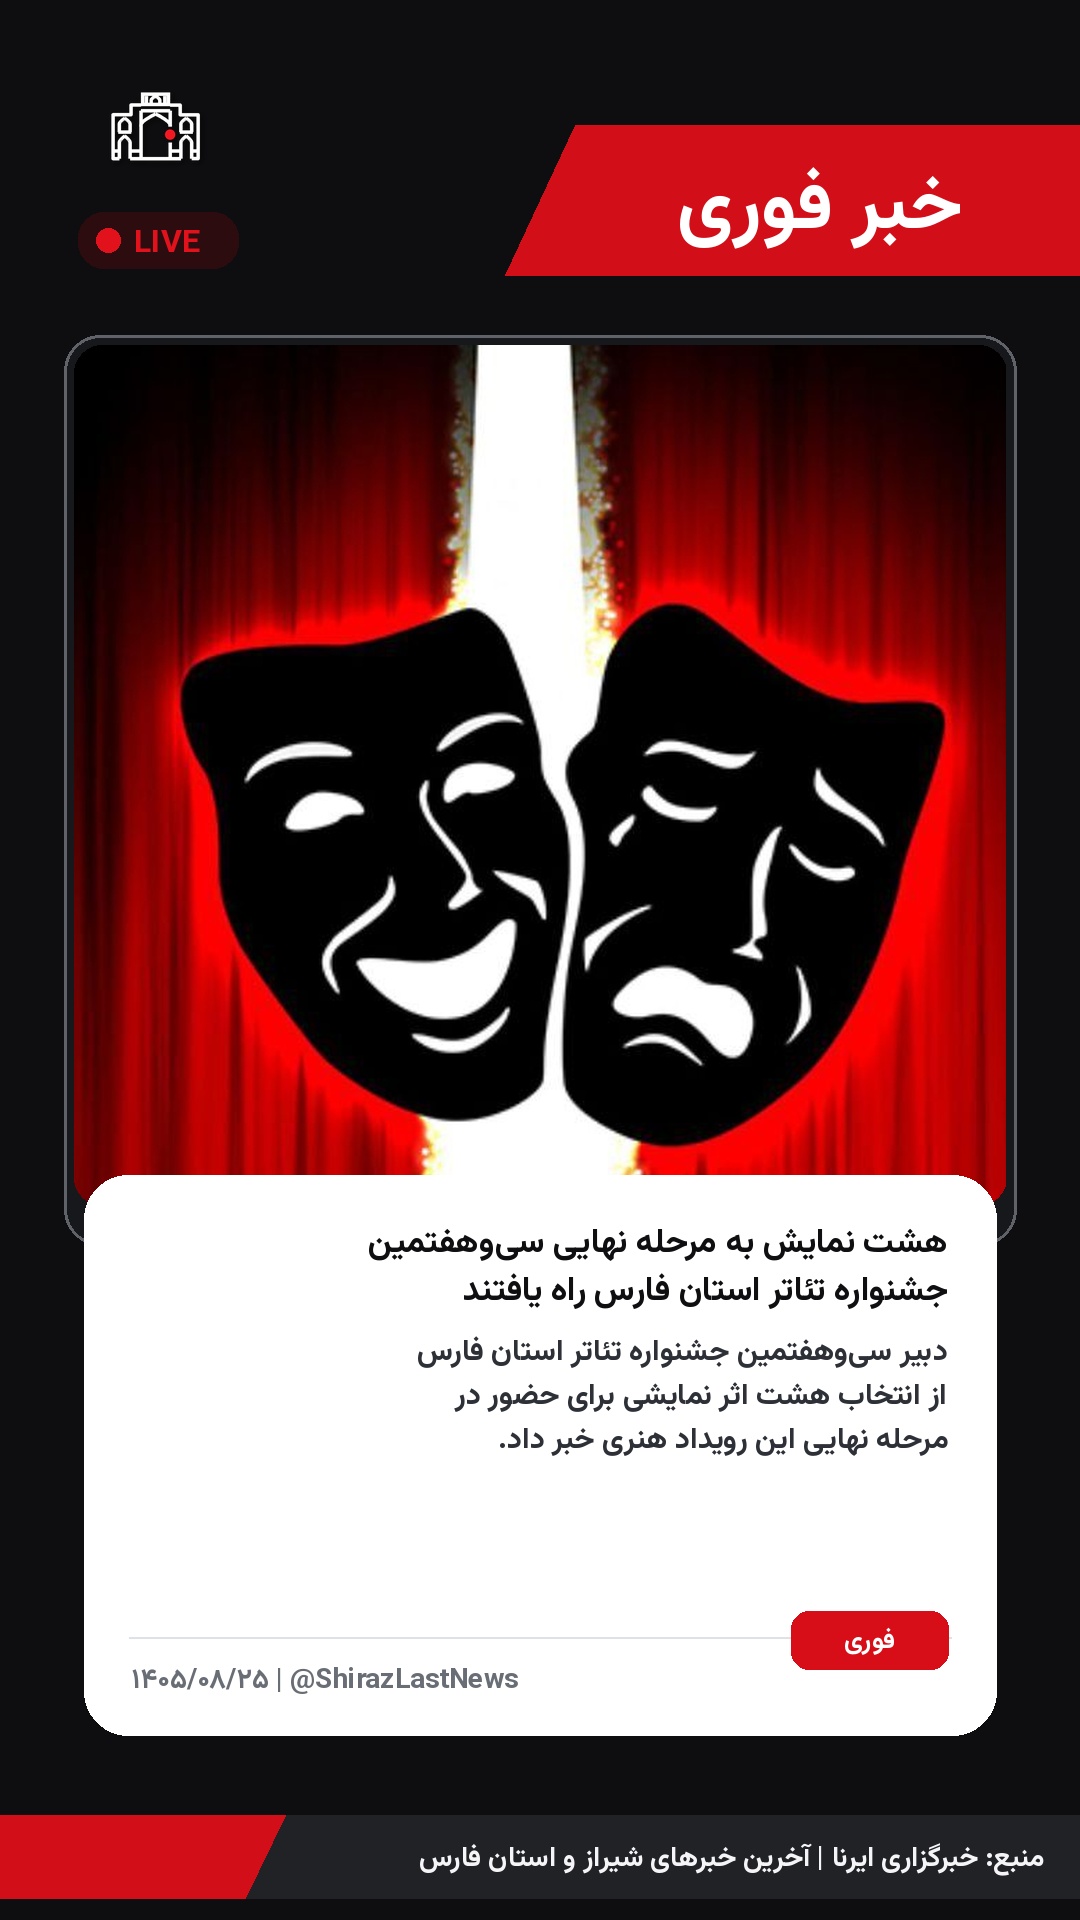 خبر فوری
LIVE
هشت نمایش به مرحله نهایی سی‌وهفتمین
جشنواره تئاتر استان فارس راه یافتند
دبیر سی‌وهفتمین جشنواره تئاتر استان فارس
از انتخاب هشت اثر نمایشی برای حضور در
مرحله نهایی این رویداد هنری خبر داد.
فوری
۱۴۰۵/۰۸/۲۵ | @ShirazLastNews
منبع: خبرگزاری ایرنا | آخرین خبرهای شیراز و استان فارس